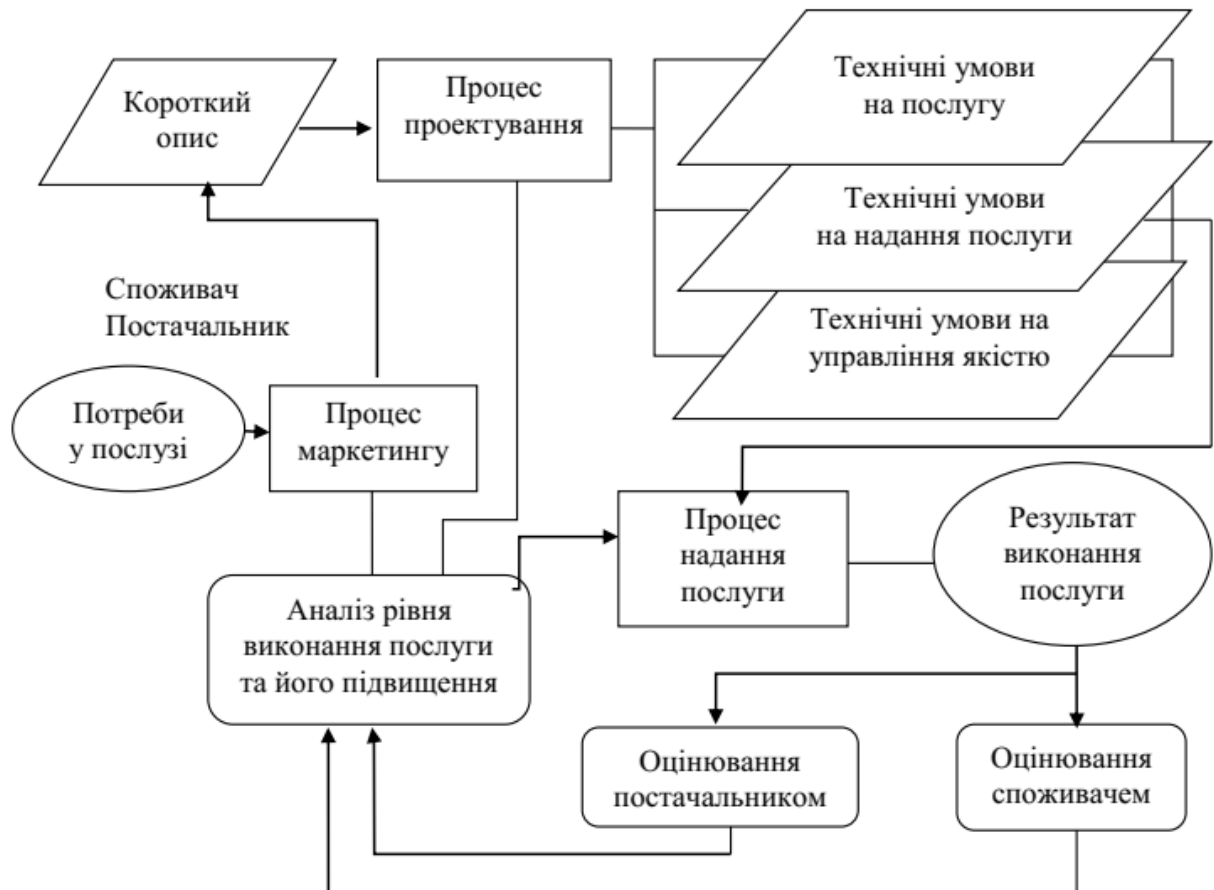 Короткий
опис
Процес
проектування
Технічні умови
на послугу
Технічні умови
на надання послуги
Технічні умови на
управління якістю
Споживач
Постачальник
Потреби
у послузі
Процес
маркетингу
Процес
надання
послуги
Результат
виконання
послуги
Аналіз рівня
виконання послуги
та його підвищення
Оцінювання
постачальником
Оцінювання
споживачем